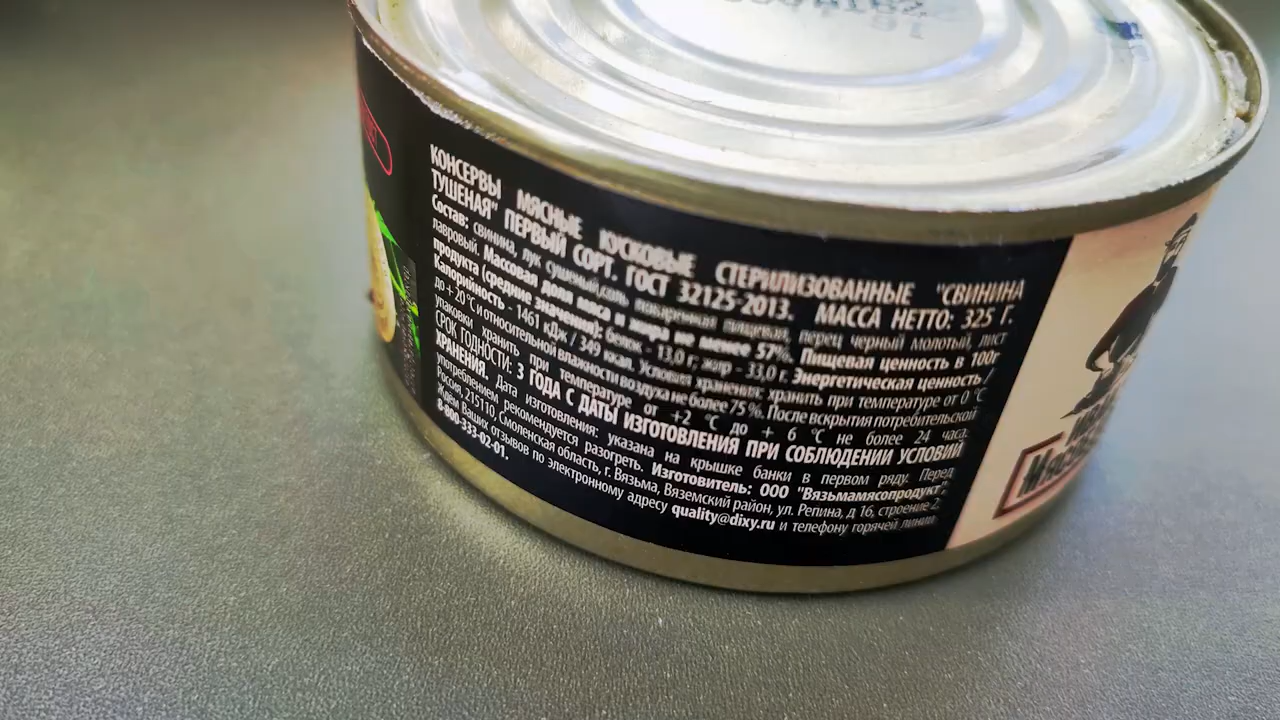 КОНСЕРВЫ МЯСНЫЕ КУСКОВЫЕ СТЕРИЛИЗОВАННЫЕ "СВИНИНА
ТУШЕНАЯ" ПЕРВЫЙ СОРТ. ГОСТ 32125-2013. МАССА НЕТТО: 325 Г.
Состав: свинина, лук сушеный, соль поваренная пищевая, перец черный молотый, лист
лавровый. Массовая доля мяса и жира не менее 57%. Пищевая ценность в 100г
продукта (средние значения): белок - 13,0 г; жир - 33,0 г. Энергетическая ценность /
Калорийность - 1461 кДж / 349 ккал. Условия хранения: хранить при температуре от 0 °С
до + 20 °С и относительной влажности воздуха не более 75 %. После вскрытия потребительской
упаковки хранить при температуре от +2 °С до + 6 °С не более 24 часа.
СРОК ГОДНОСТИ: 3 ГОДА С ДАТЫ ИЗГОТОВЛЕНИЯ ПРИ СОБЛЮДЕНИИ УСЛОВИЙ
ХРАНЕНИЯ. Дата изготовления: указана на крышке банки в первом ряду. Перед
употреблением рекомендуется разогреть. Изготовитель: ООО "Вязьмамясопродукт",
Россия, 215110, Смоленская область, г. Вязьма, Вяземский район, ул. Репина, д 16, строение 2.
Ждем Ваших отзывов по электронному адресу quality@dixy.ru и телефону горячей линии
8-800-333-02-01.